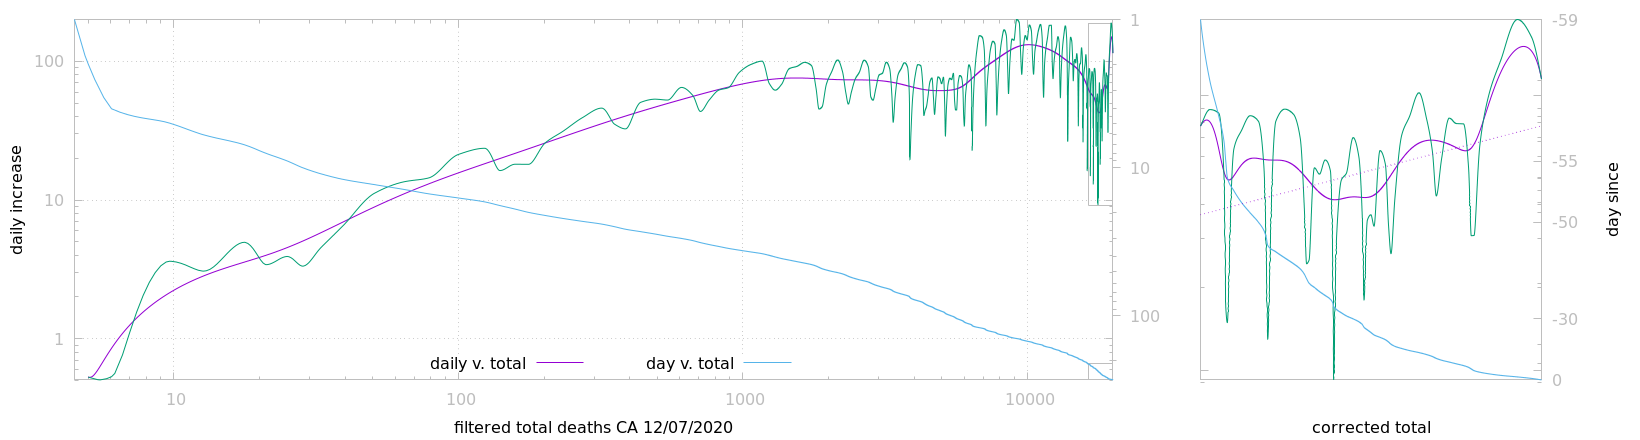 100
10
1
daily increase
daily v. total
day v. total
10
100
1000
10000
filtered total deaths CA 12/07/2020
1
10
100
-59
-55
-50
-30
0
day since
corrected total